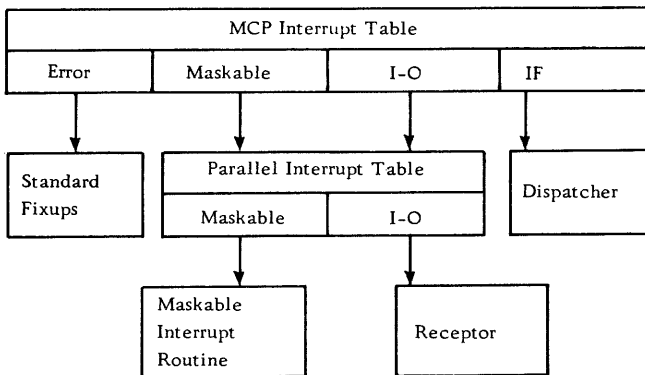 MCP Interrupt Table
Error Maskable I-O IF
Parallel Interrupt Table
Standard
Fixups
Dispatcher
Maskable I-O
Maskable
Interrupt
Routine
Receptor